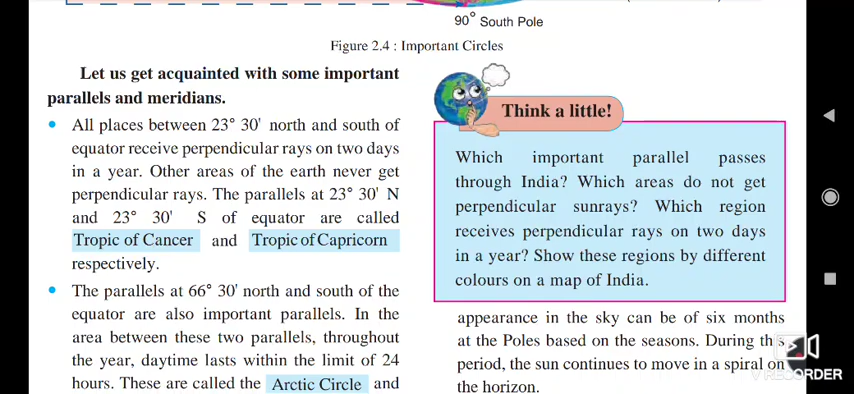 90° South Pole
Figure 2.4 : Important Circles
Let us get acquainted with some important
parallels and meridians.
• All places between 23° 30' north and south of
equator receive perpendicular rays on two days
in a year. Other areas of the earth never get
perpendicular rays. The parallels at 23° 30' N
and 23° 30' S of equator are called
Tropic of Cancer and Tropic of Capricorn
respectively.
• The parallels at 66° 30' north and south of the
equator are also important parallels. In the
area between these two parallels, throughout
the year, daytime lasts within the limit of 24
hours. These are called the Arctic Circle and
Think a little!
Which important parallel passes
through India? Which areas do not get
perpendicular sunrays? Which region
receives perpendicular rays on two days
in a year? Show these regions by different
colours on a map of India.
appearance in the sky can be of six months
at the Poles based on the seasons. During this
period, the sun continues to move in a spiral on
the horizon.
RECORDER